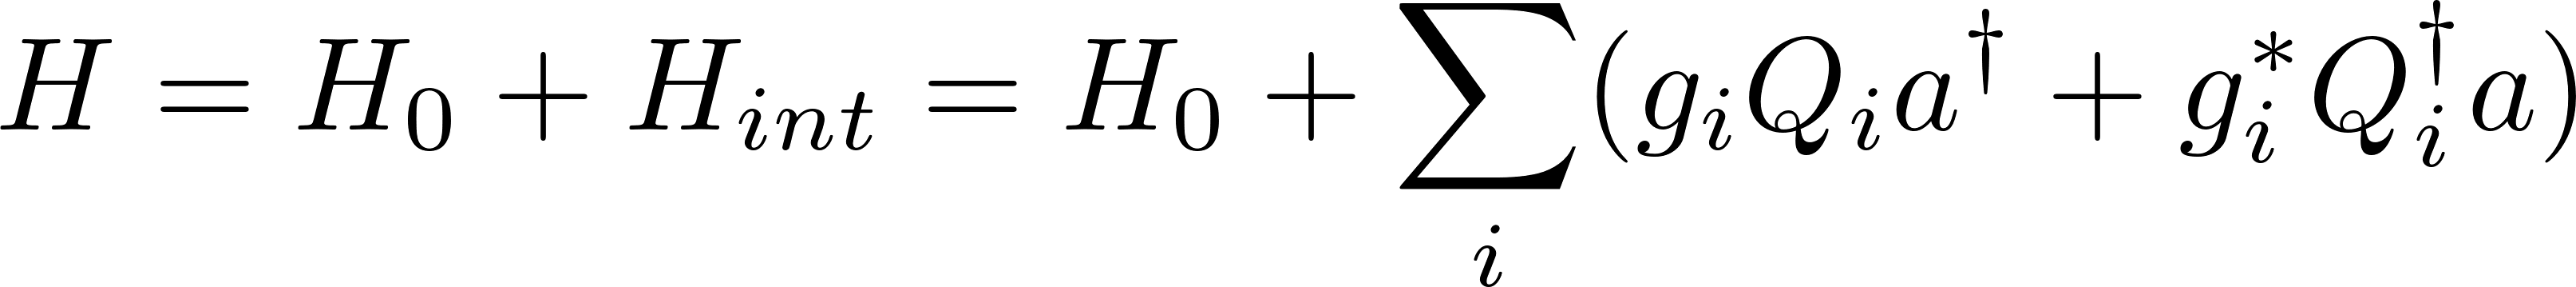 H = H_0 + H_{int} = H_0 + \sum_i (g_i Q_i a^\dagger + g_i^* Q_i^\dagger a)